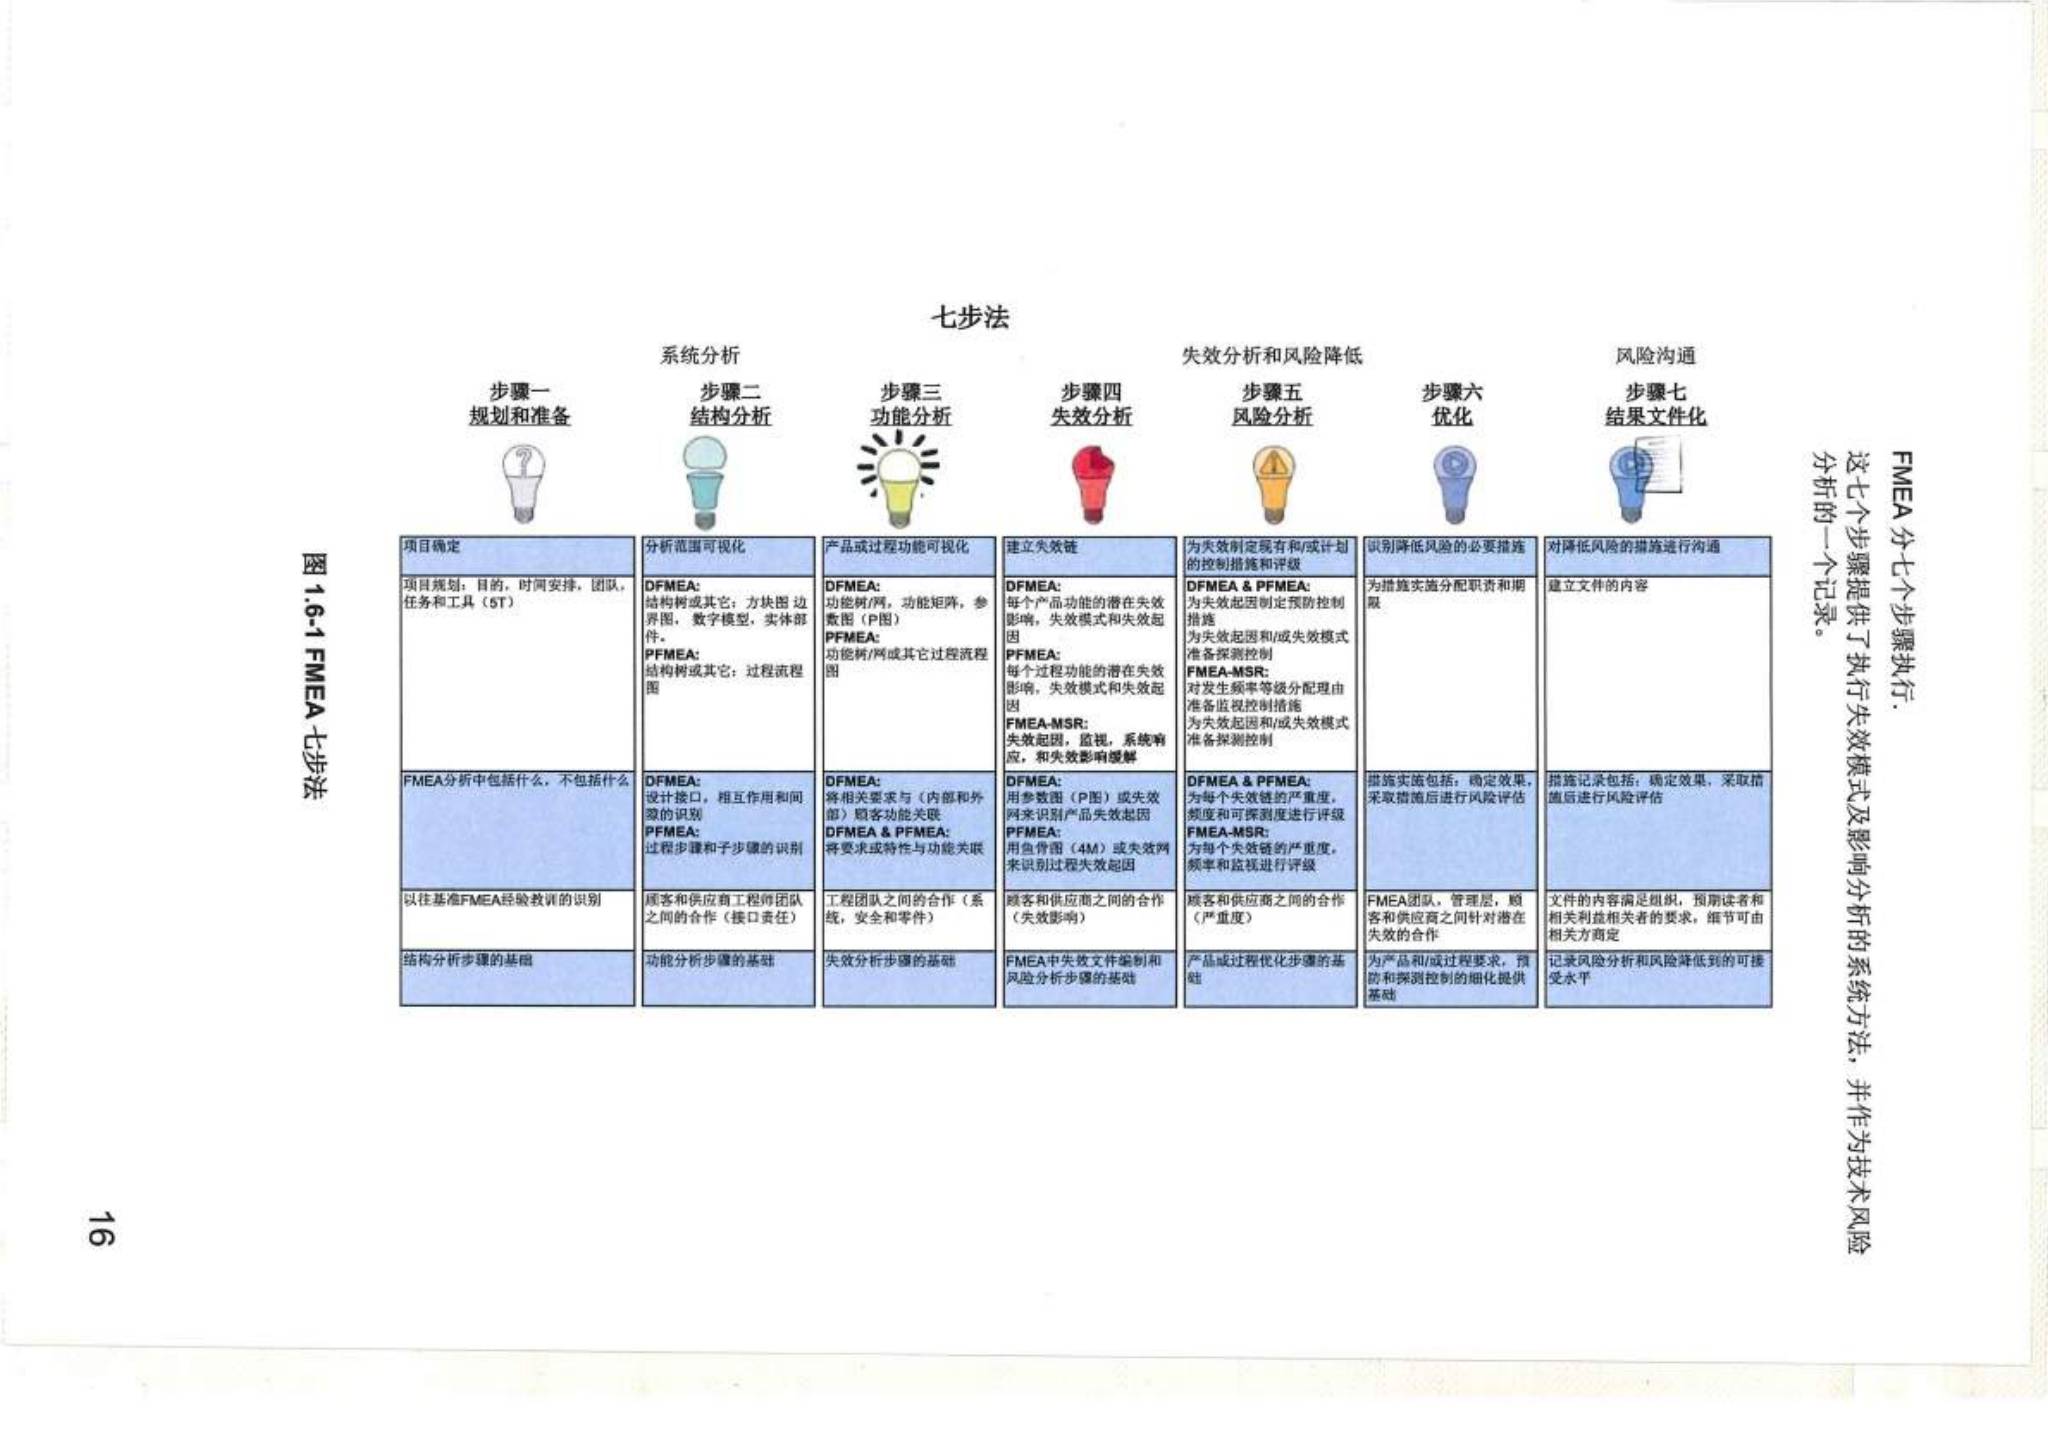 FMEA 分七个步骤执行.
这七个步骤提供了执行失效模式及影响分析的系统方法，并作为技术风险
分析的一个记录。
七步法
系统分析
失效分析和风险降低
风险沟通
步骤一
规划和准备
步骤二
结构分析
步骤三
功能分析
步骤四
失效分析
步骤五
风险分析
步骤六
优化
步骤七
结果文件化
项目确定
项目规划：目的，时间安排，团队，
任务和工具（5T）
FMEA分析中包括什么，不包括什么
以往基准FMEA经验教训的识别
结构分析步骤的基础
分析范围可视化
DFMEA:
结构树或其它：方块图 边
界图， 数字模型，实体部
件。
PFMEA:
结构树或其它：过程流程
图
DFMEA:
设计接口，相互作用和间
隙的识别
PFMEA:
过程步骤和子步骤的识别
顾客和供应商工程师团队
之间的合作（接口责任）
功能分析步骤的基础
产品或过程功能可视化
DFMEA:
功能树/网，功能矩阵，参
数图（P图）
PFMEA:
功能树/网或其它过程流程
图
DFMEA:
将相关要求与（内部和外
部）顾客功能关联
DFMEA & PFMEA:
将要求或特性与功能关联
工程团队之间的合作（系
统，安全和零件）
失效分析步骤的基础
建立失效链
DFMEA:
每个产品功能的潜在失效
影响，失效模式和失效起
因
PFMEA:
每个过程功能的潜在失效
影响，失效模式和失效起
因
FMEA-MSR:
失效起因，监视，系统响
应，和失效影响缓解
DFMEA:
用参数图（P图）或失效
网来识别产品失效起因
PFMEA:
用鱼骨图（4M）或失效网
来识别过程失效起因
顾客和供应商之间的合作
（失效影响）
FMEA中失效文件编制和
风险分析步骤的基础
为失效制定现有和/或计划
的控制措施和评级
DFMEA & PFMEA:
为失效起因制定预防控制
措施
为失效起因和/或失效模式
准备探测控制
FMEA-MSR:
对发生频率等级分配理由
准备监视控制措施
为失效起因和/或失效模式
准备探测控制
DFMEA & PFMEA:
为每个失效链的严重度，
频度和可探测度进行评级
FMEA-MSR:
为每个失效链的严重度，
频率和监视进行评级
顾客和供应商之间的合作
（严重度）
产品或过程优化步骤的基
础
识别降低风险的必要措施
为措施实施分配职责和期
限
措施实施包括：确定效果，
采取措施后进行风险评估
FMEA团队，管理层，顾
客和供应商之间针对潜在
失效的合作
为产品和/或过程要求，预
防和探测控制的细化提供
基础
对降低风险的措施进行沟通
建立文件的内容
措施记录包括：确定效果，采取措
施后进行风险评估
文件的内容满足组织，预期读者和
相关利益相关者的要求，细节可由
相关方商定
记录风险分析和风险降低到的可接
受水平
图 1.6-1 FMEA 七步法
16